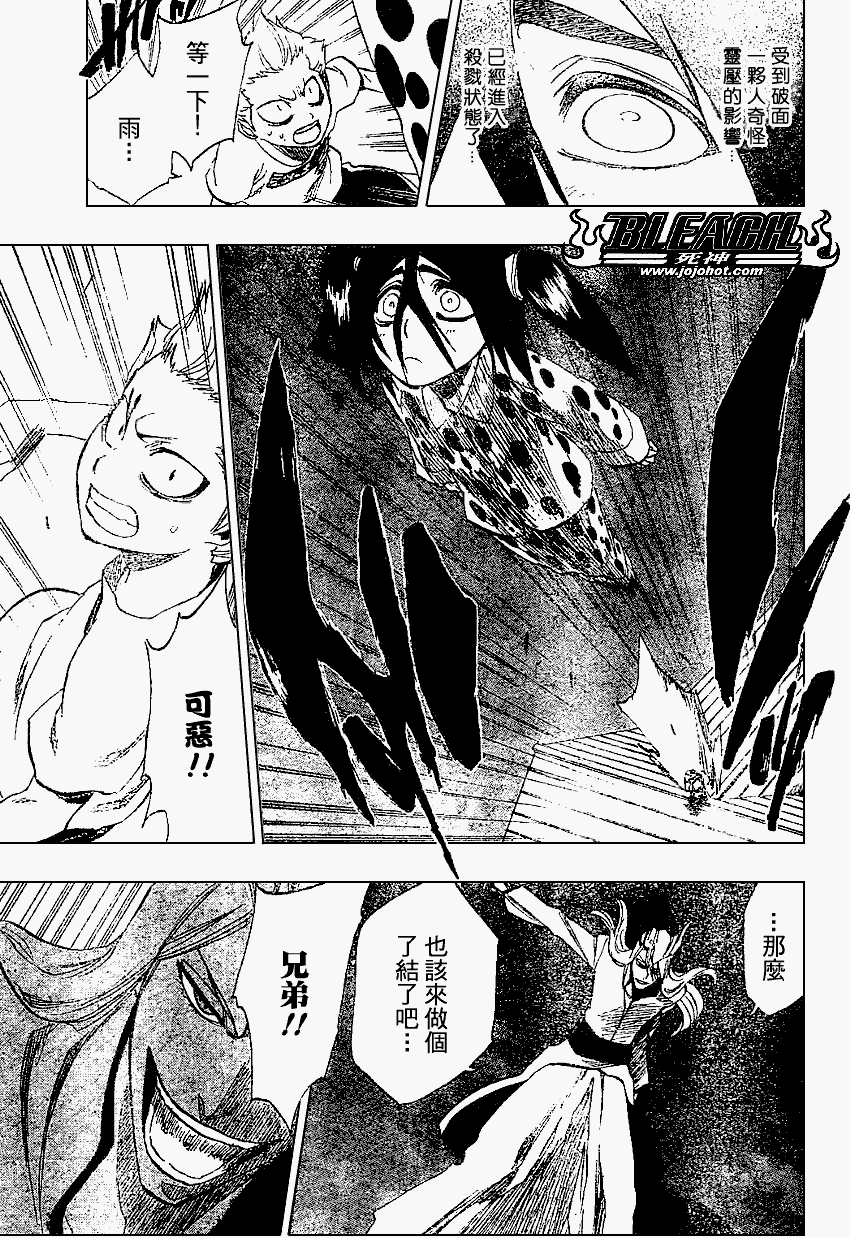 受到破面
一夥人奇怪
靈壓的影響…
已經進入
殺戮狀態了…
等一下！
雨…
BLEACH
死神
www.jojohot.com
可惡！！
…那麼
也該來做個
了結了吧…
兄弟！！